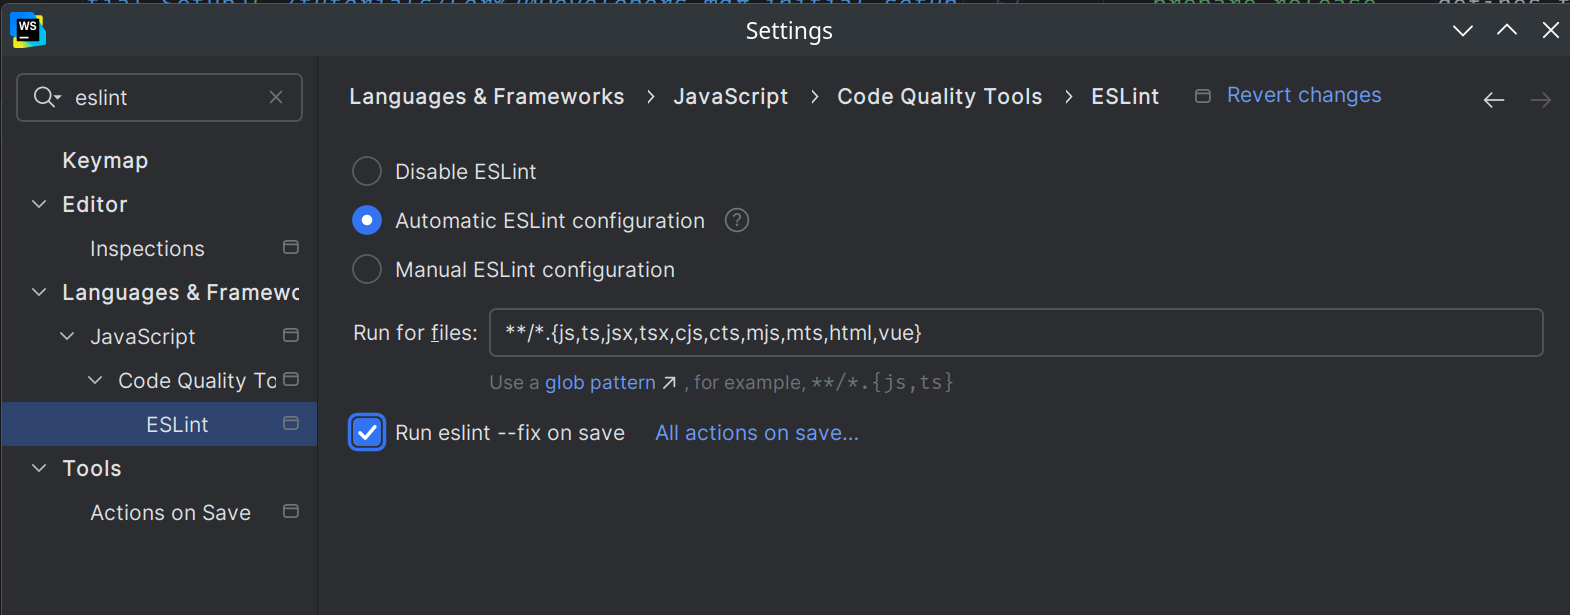 WS
Settings
eslint
Keymap
Editor
Inspections
Languages & Framewo
JavaScript
Code Quality To
ESLint
Tools
Actions on Save
Languages & Frameworks › JavaScript › Code Quality Tools › ESLint Revert changes
Disable ESLint
Automatic ESLint configuration ?
Manual ESLint configuration
Run for files: **/*.{js,ts,jsx,tsx,cjs,cts,mjs,mts,html,vue}
Use a glob pattern ↗ , for example, **/*.{js,ts}
Run eslint --fix on save All actions on save...